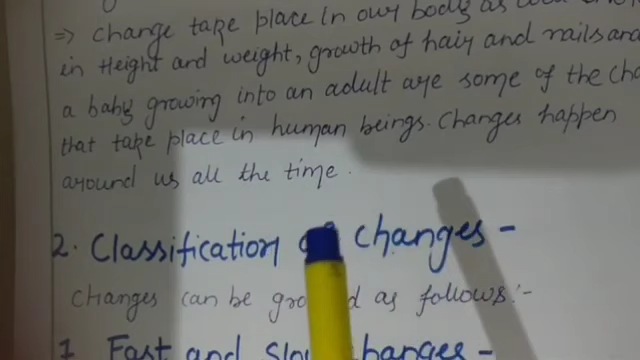 ⇒ Change take place in our body as
in Height and weight, growth of hair and nails and
a baby growing into an adult are some of the
that take place in human beings. Changes happen
around us all the time.
2. Classification changes -
Changes can be as follows:-
1. Fast and changes -